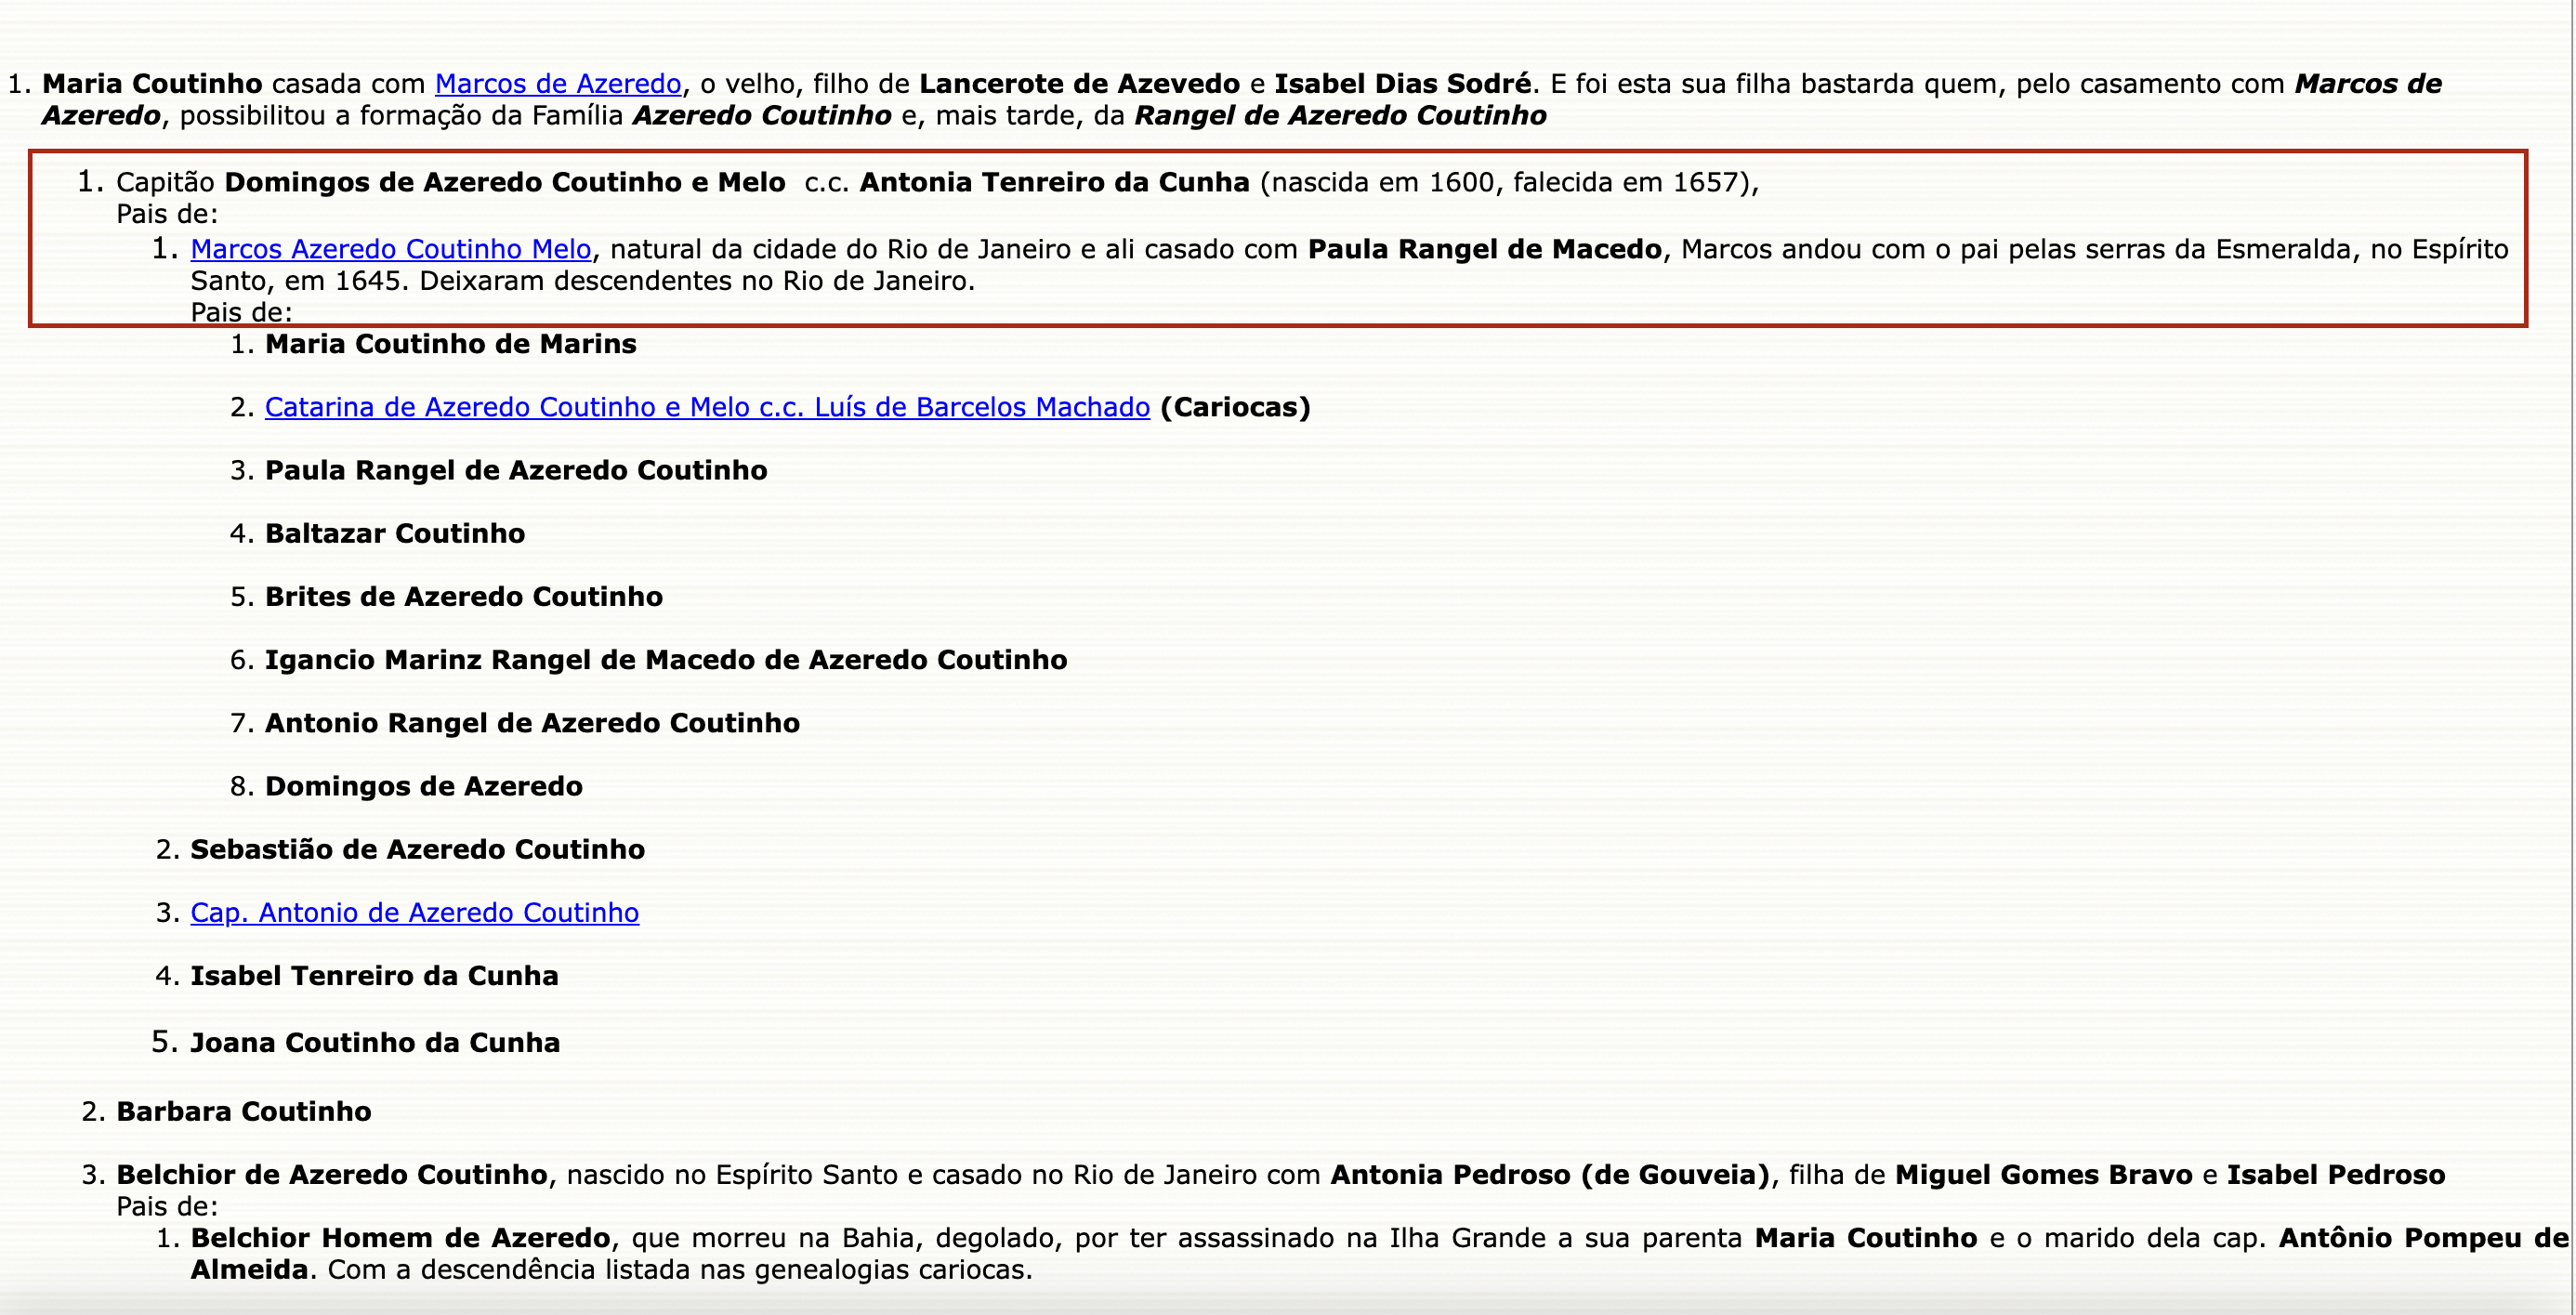 1. Maria Coutinho casada com Marcos de Azeredo, o velho, filho de Lancerote de Azevedo e Isabel Dias Sodré. E foi esta sua filha bastarda quem, pelo casamento com Marcos de
Azeredo, possibilitou a formação da Família Azeredo Coutinho e, mais tarde, da Rangel de Azeredo Coutinho
1. Capitão Domingos de Azeredo Coutinho e Melo c.c. Antonia Tenreiro da Cunha (nascida em 1600, falecida em 1657),
Pais de:
1. Marcos Azeredo Coutinho Melo, natural da cidade do Rio de Janeiro e ali casado com Paula Rangel de Macedo, Marcos andou com o pai pelas serras da Esmeralda, no Espírito
Santo, em 1645. Deixaram descendentes no Rio de Janeiro.
Pais de:
1. Maria Coutinho de Marins
2. Catarina de Azeredo Coutinho e Melo c.c. Luís de Barcelos Machado (Cariocas)
3. Paula Rangel de Azeredo Coutinho
4. Baltazar Coutinho
5. Brites de Azeredo Coutinho
6. Igancio Marinz Rangel de Macedo de Azeredo Coutinho
7. Antonio Rangel de Azeredo Coutinho
8. Domingos de Azeredo
2. Sebastião de Azeredo Coutinho
3. Cap. Antonio de Azeredo Coutinho
4. Isabel Tenreiro da Cunha
5. Joana Coutinho da Cunha
2. Barbara Coutinho
3. Belchior de Azeredo Coutinho, nascido no Espírito Santo e casado no Rio de Janeiro com Antonia Pedroso (de Gouveia), filha de Miguel Gomes Bravo e Isabel Pedroso
Pais de:
1. Belchior Homem de Azeredo, que morreu na Bahia, degolado, por ter assassinado na Ilha Grande a sua parenta Maria Coutinho e o marido dela cap. Antônio Pompeu de
Almeida. Com a descendência listada nas genealogias cariocas.